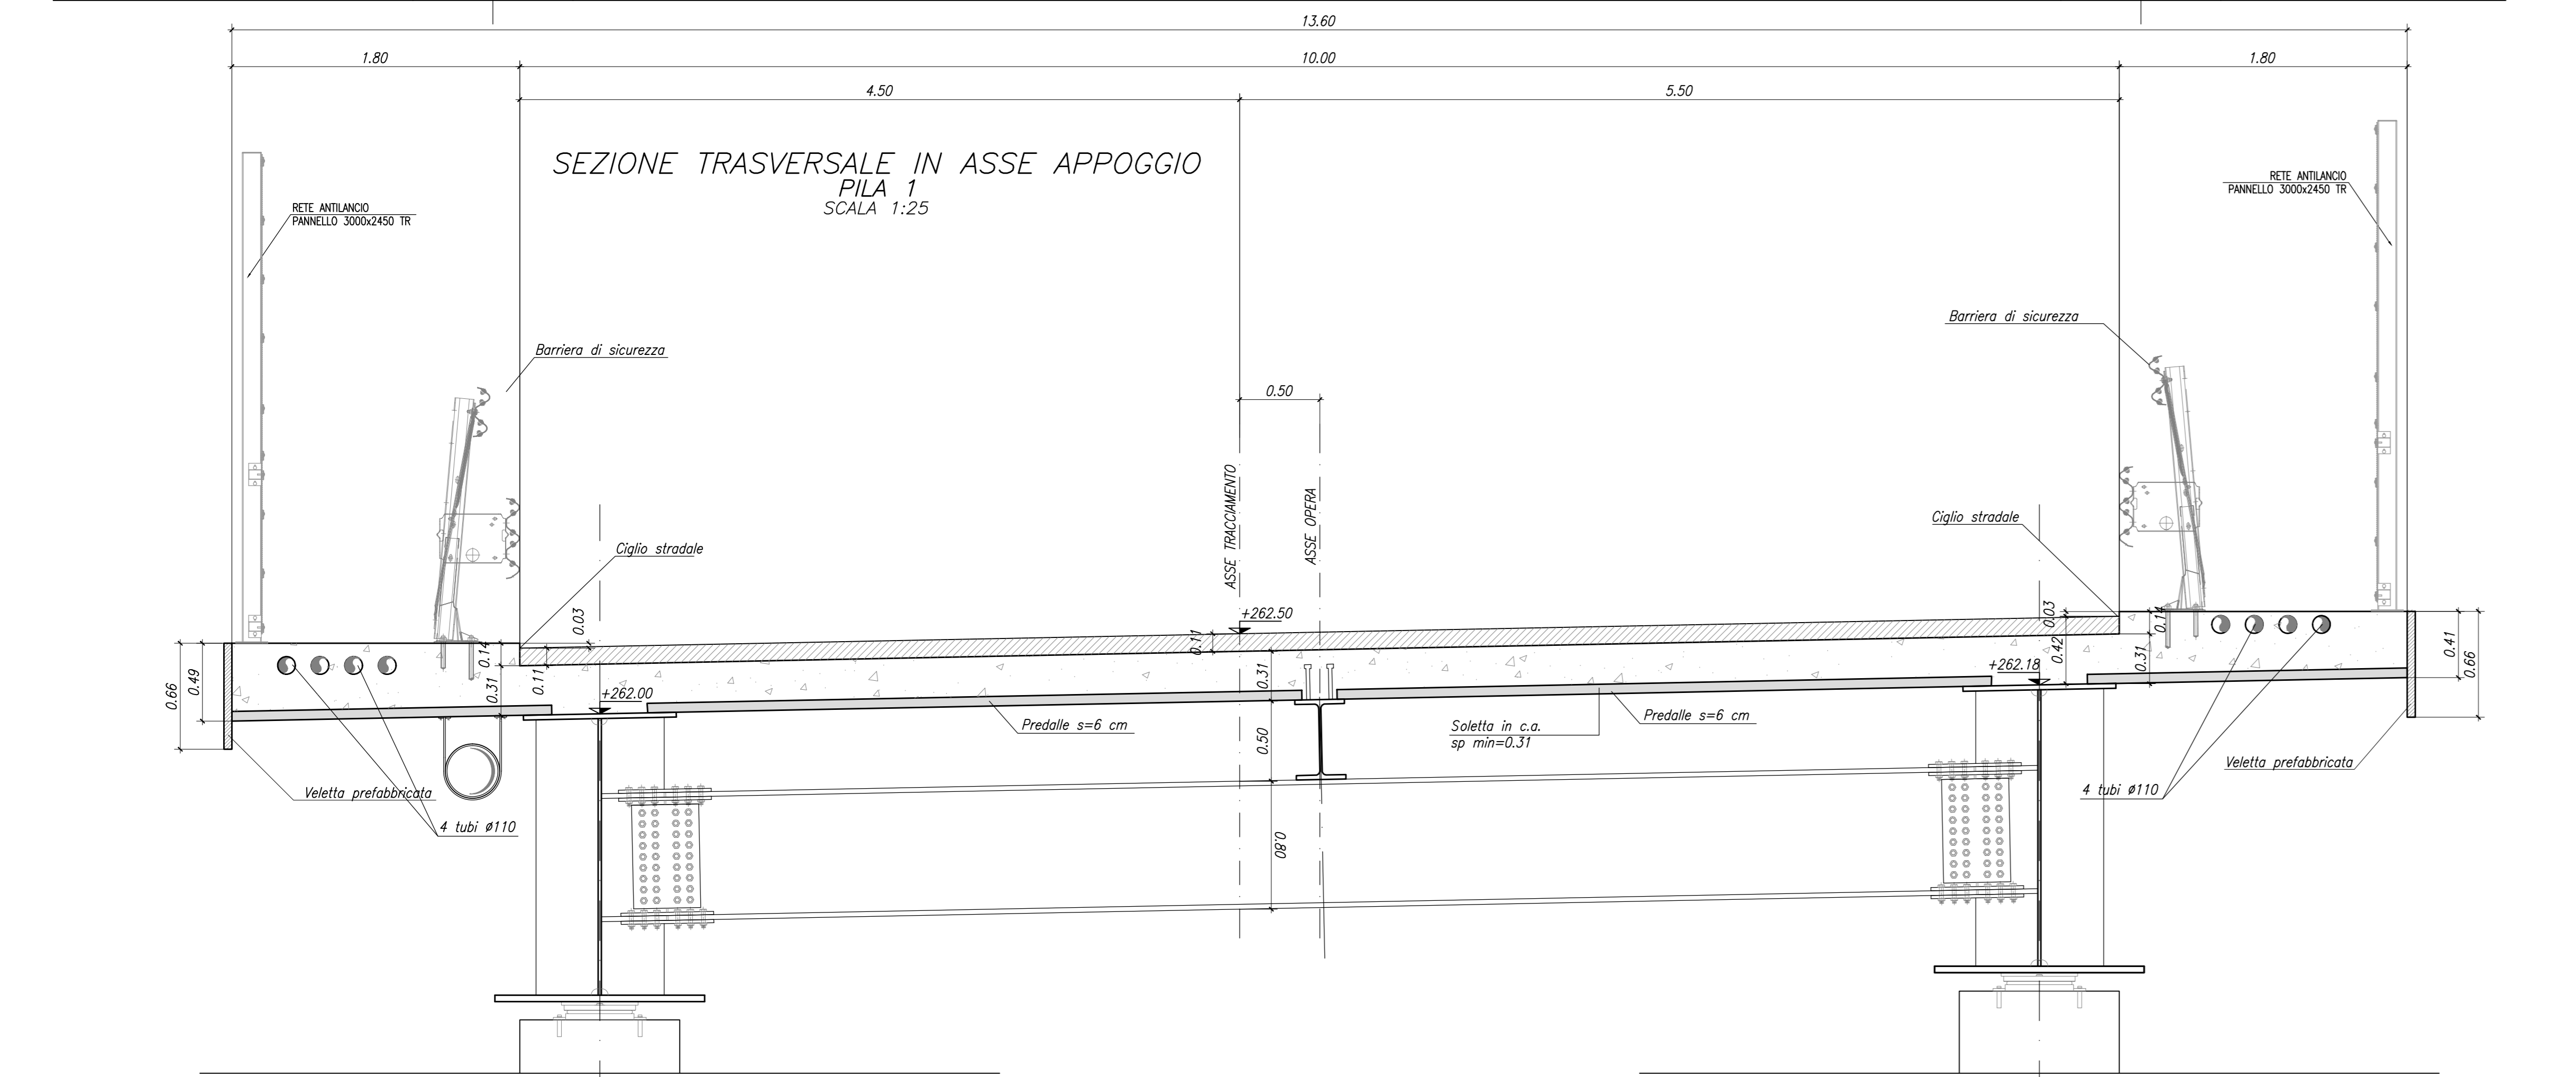 13.60
1.80
10.00
1.80
4.50
5.50
SEZIONE TRASVERSALE IN ASSE APPOGGIO
PILA 1
SCALA 1:25
RETE ANTILANCIO
PANNELLO 3000x2450 TR
RETE ANTILANCIO
PANNELLO 3000x2450 TR
Barriera di sicurezza
Barriera di sicurezza
0.50
ASSE TRACCIAMENTO
ASSE OPERA
Ciglio stradale
Ciglio stradale
+262.50
0.03
0.03
0.14
0.11
0.14
0.66
0.49
0.31
0.11
0.31
0.42
0.31
0.41
0.66
+262.00
+262.18
Predalle s=6 cm
Soletta in c.a.
sp min=0.31
Predalle s=6 cm
0.50
Veletta prefabbricata
Veletta prefabbricata
4 tubi ø110
4 tubi ø110
0.80